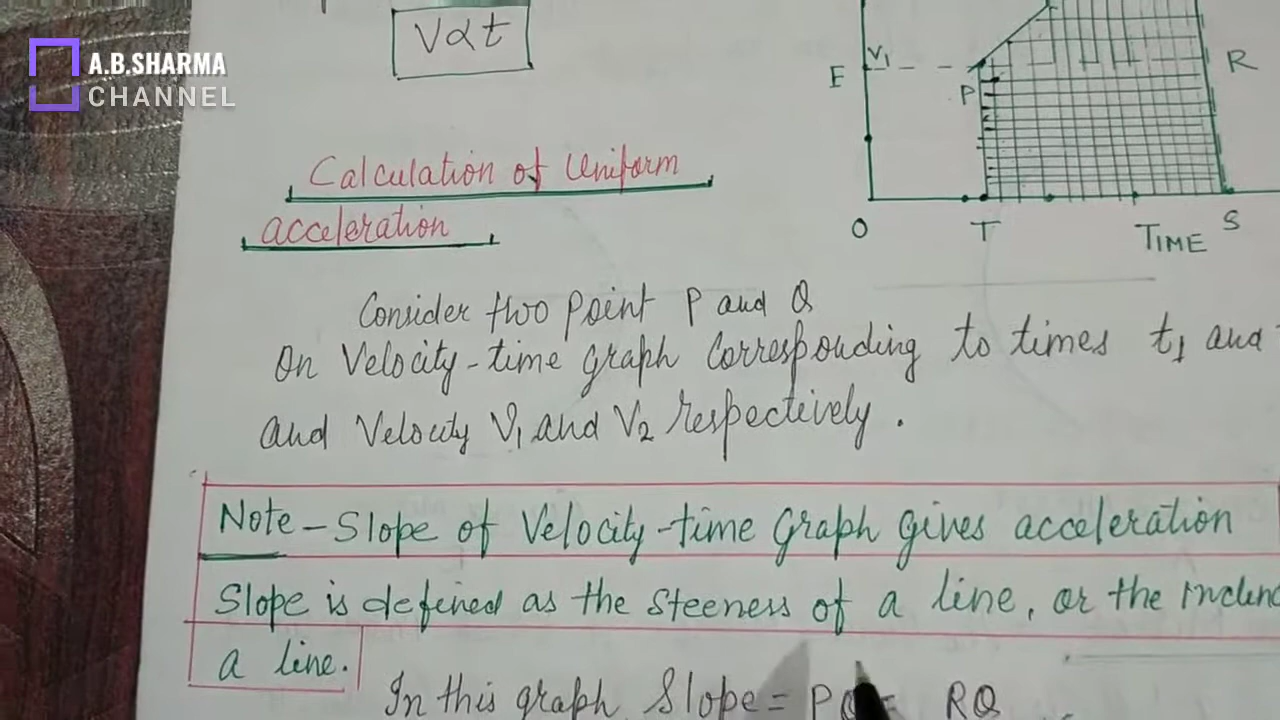 A.B.SHARMA
CHANNEL
V∝t
V1
E
P
R
O
T
TIME
S
Calculation of Uniform
acceleration
Consider two point P and Q
On Velocity-time graph Corresponding to times t1 and
and Velocity V1 and V2 respectively.
Note - Slope of Velocity-time Graph gives acceleration
Slope is defined as the steeness of a line, or the
a line.
In this graph Slope = PQ = RQ